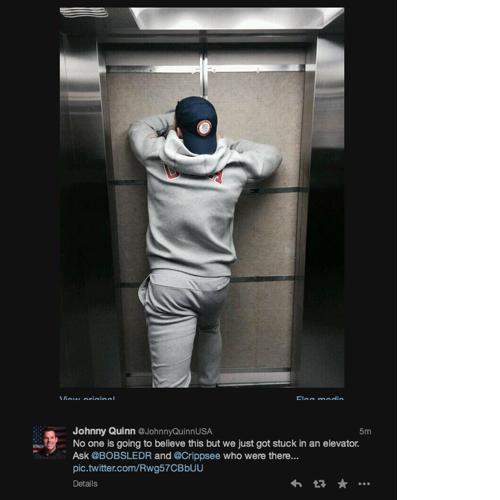 View original Flag media
Johnny Quinn @JohnnyQuinnUSA 5m
No one is going to believe this but we just got stuck in an elevator.
Ask @BOBSLEDR and @Crippsee who were there...
pic.twitter.com/Rwg57CBbUU
Details